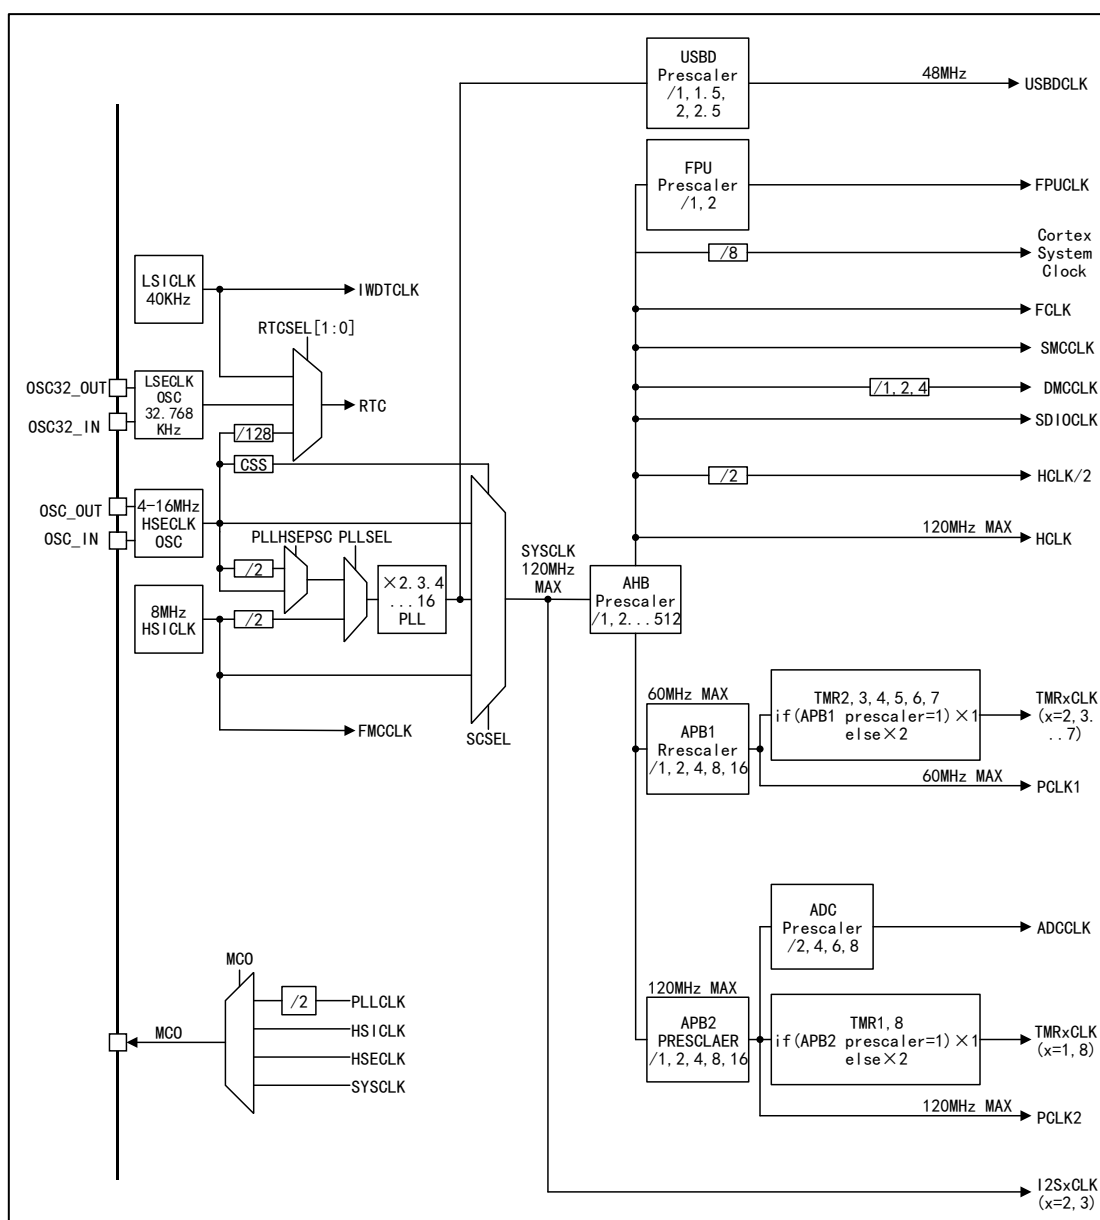 USBD
Prescaler
/1, 1.5,
2, 2.5
48MHz
USBDCLK
FPU
Prescaler
/1, 2
FPUCLK
/8
Cortex
System
Clock
LSICLK
40KHz
IWDTCLK
FCLK
RTCSEL[1:0]
SMCCLK
OSC32_OUT
OSC32_IN
LSECLK
OSC
32.768
KHz
RTC
/1, 2, 4
DMCCLK
SDIOCLK
/128
CSS
/2
HCLK/2
OSC_OUT
OSC_IN
4-16MHz
HSECLK
OSC
120MHz MAX
HCLK
PLLHSEPSC
PLLSEL
SYSCLK
120MHz
MAX
/2
×2.3.4
...16
PLL
AHB
Prescaler
/1, 2...512
8MHz
HSICLK
/2
FMCCLK
SCSEL
60MHz MAX
APB1
Rrescaler
/1, 2, 4, 8, 16
TMR2, 3, 4, 5, 6, 7
if(APB1 prescaler=1)×1
else×2
TMRxCLK
(x=2, 3.
..7)
60MHz MAX
PCLK1
ADC
Prescaler
/2, 4, 6, 8
ADCCLK
MCO
/2
PLLCLK
HSICLK
HSECLK
SYSCLK
MCO
120MHz MAX
APB2
PRESCLAER
/1, 2, 4, 8, 16
TMR1, 8
if(APB2 prescaler=1)×1
else×2
TMRxCLK
(x=1, 8)
120MHz MAX
PCLK2
I2SxCLK
(x=2, 3)